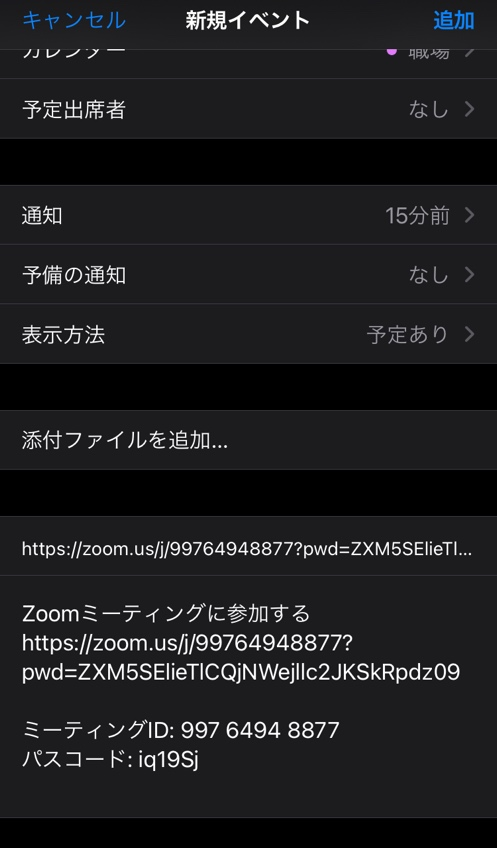 キャンセル 新規イベント 追加
カレンダー 職場
予定出席者 なし
通知 15分前
予備の通知 なし
表示方法 予定あり
添付ファイルを追加...
https://zoom.us/j/99764948877?pwd=ZXM5SElieTl...
Zoomミーティングに参加する
https://zoom.us/j/99764948877?
pwd=ZXM5SElieTlCQjNWejllc2JKSkRpdz09
ミーティングID: 997 6494 8877
パスコード: iq19Sj